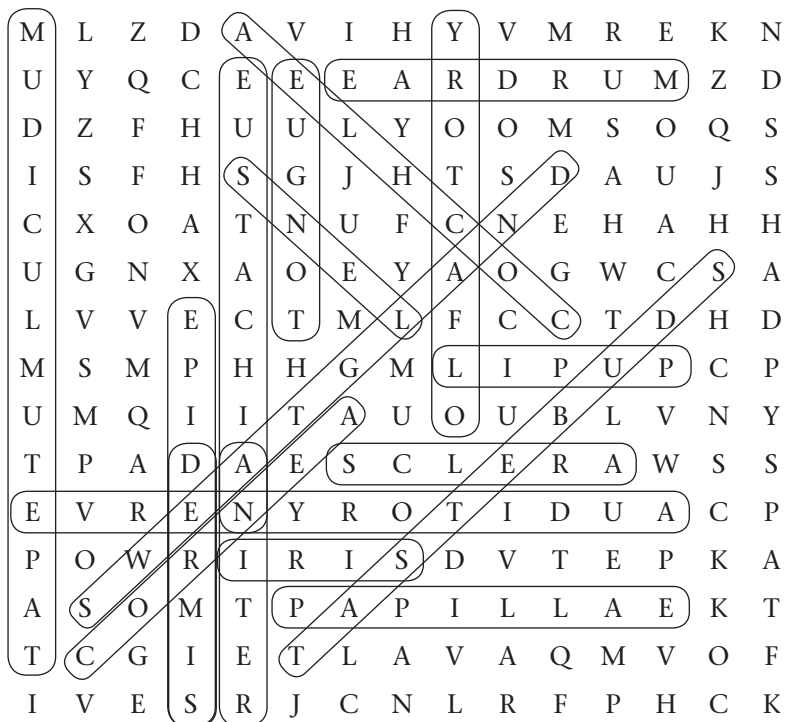 M L Z D A V I H Y V M R E K N
U Y Q C E E E A R D R U M Z D
D Z F H U U L Y O O M S O Q S
I S F H S G J H T S D A U J S
C X O A T N U F C N E H A H H
U G N X A O E Y A O G W C S A
L V V E C T M L F C C T D H D
M S M P H H G M L I P U P C P
U M Q I I T A U O U B L V N Y
T P A D A E S C L E R A W S S
E V R E N Y R O T I D U A C P
P O W R I R I S D V T E P K A
A S O M T P A P I L L A E K T
T C G I E T L A V A Q M V O F
I V E S R J C N L R F P H C K